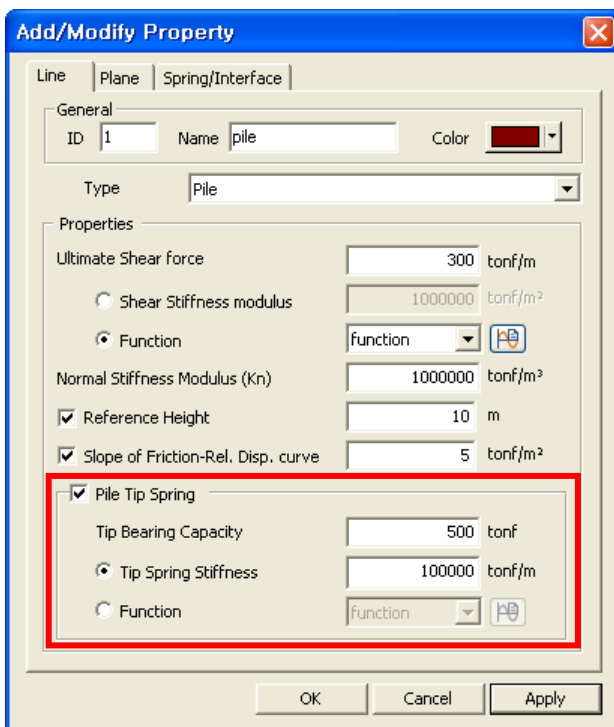 Add/Modify Property
Line Plane Spring/Interface
General
ID 1 Name pile Color
Type Pile
Properties
Ultimate Shear force 300 tonf/m
Shear Stiffness modulus 1000000 tonf/m²
Function function
Normal Stiffness Modulus (Kn) 1000000 tonf/m³
Reference Height 10 m
Slope of Friction-Rel. Disp. curve 5 tonf/m²
Pile Tip Spring
Tip Bearing Capacity 500 tonf
Tip Spring Stiffness 100000 tonf/m
Function function
OK Cancel Apply